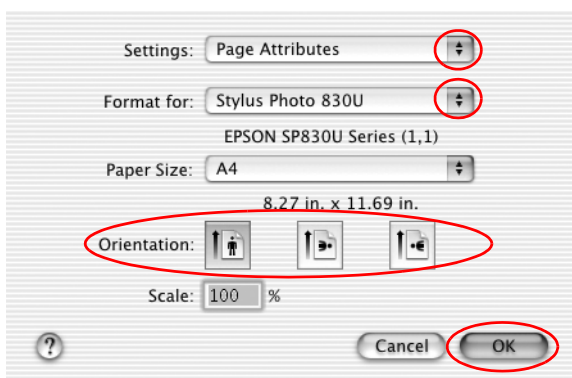 Settings: Page Attributes
Format for: Stylus Photo 830U
EPSON SP830U Series (1,1)
Paper Size: A4
8.27 in. x 11.69 in.
Orientation:
Scale: 100 %
? Cancel OK